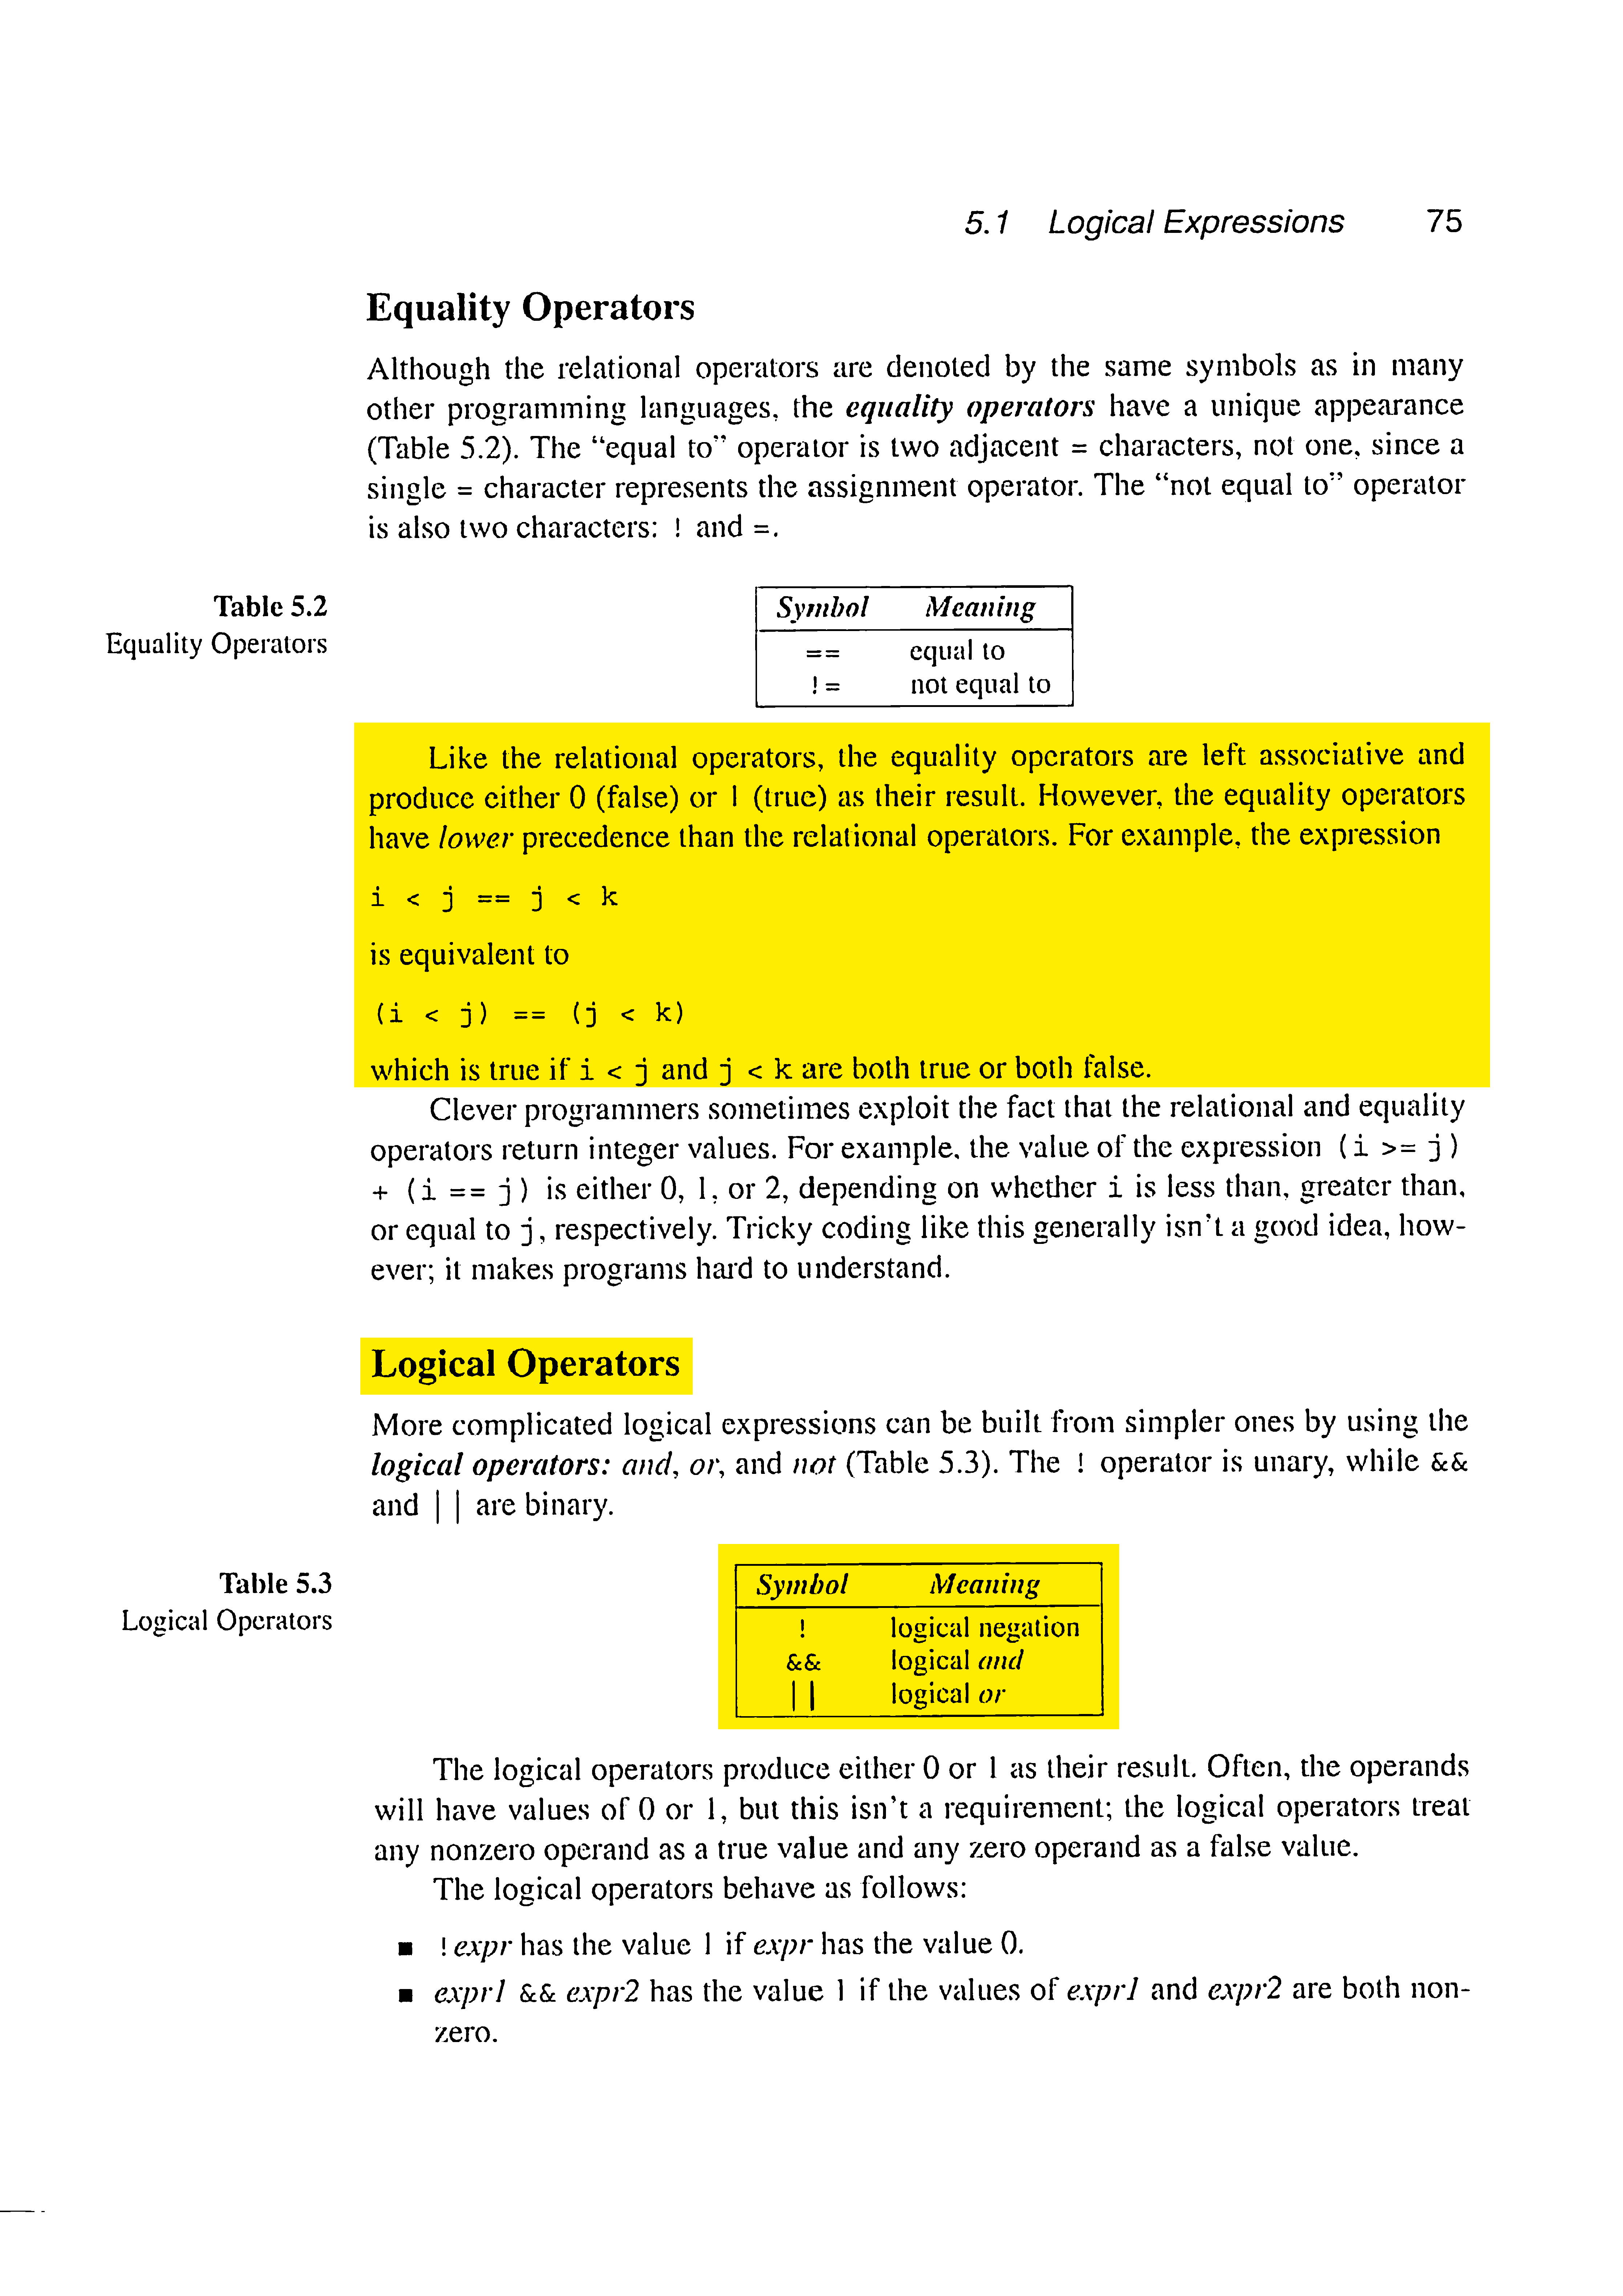 5.1 Logical Expressions 75
Equality Operators
Although the relational operators are denoted by the same symbols as in many
other programming languages, the equality operators have a unique appearance
(Table 5.2). The “equal to” operator is two adjacent = characters, not one, since a
single = character represents the assignment operator. The “not equal to” operator
is also two characters: ! and =.
Table 5.2
Equality Operators
Symbol Meaning
== equal to
!= not equal to
Like the relational operators, the equality operators are left associative and
produce either 0 (false) or 1 (true) as their result. However, the equality operators
have lower precedence than the relational operators. For example, the expression
i < j == j < k
is equivalent to
(i < j) == (j < k)
which is true if i < j and j < k are both true or both false.
Clever programmers sometimes exploit the fact that the relational and equality
operators return integer values. For example, the value of the expression (i >= j)
+ (i == j) is either 0, 1, or 2, depending on whether i is less than, greater than,
or equal to j, respectively. Tricky coding like this generally isn’t a good idea, how-
ever; it makes programs hard to understand.
Logical Operators
More complicated logical expressions can be built from simpler ones by using the
logical operators: and, or, and not (Table 5.3). The ! operator is unary, while &&
and || are binary.
Table 5.3
Logical Operators
Symbol Meaning
! logical negation
&& logical and
|| logical or
The logical operators produce either 0 or 1 as their result. Often, the operands
will have values of 0 or 1, but this isn’t a requirement; the logical operators treat
any nonzero operand as a true value and any zero operand as a false value.
The logical operators behave as follows:
■ !expr has the value 1 if expr has the value 0.
■ expr1 && expr2 has the value 1 if the values of expr1 and expr2 are both non-
zero.